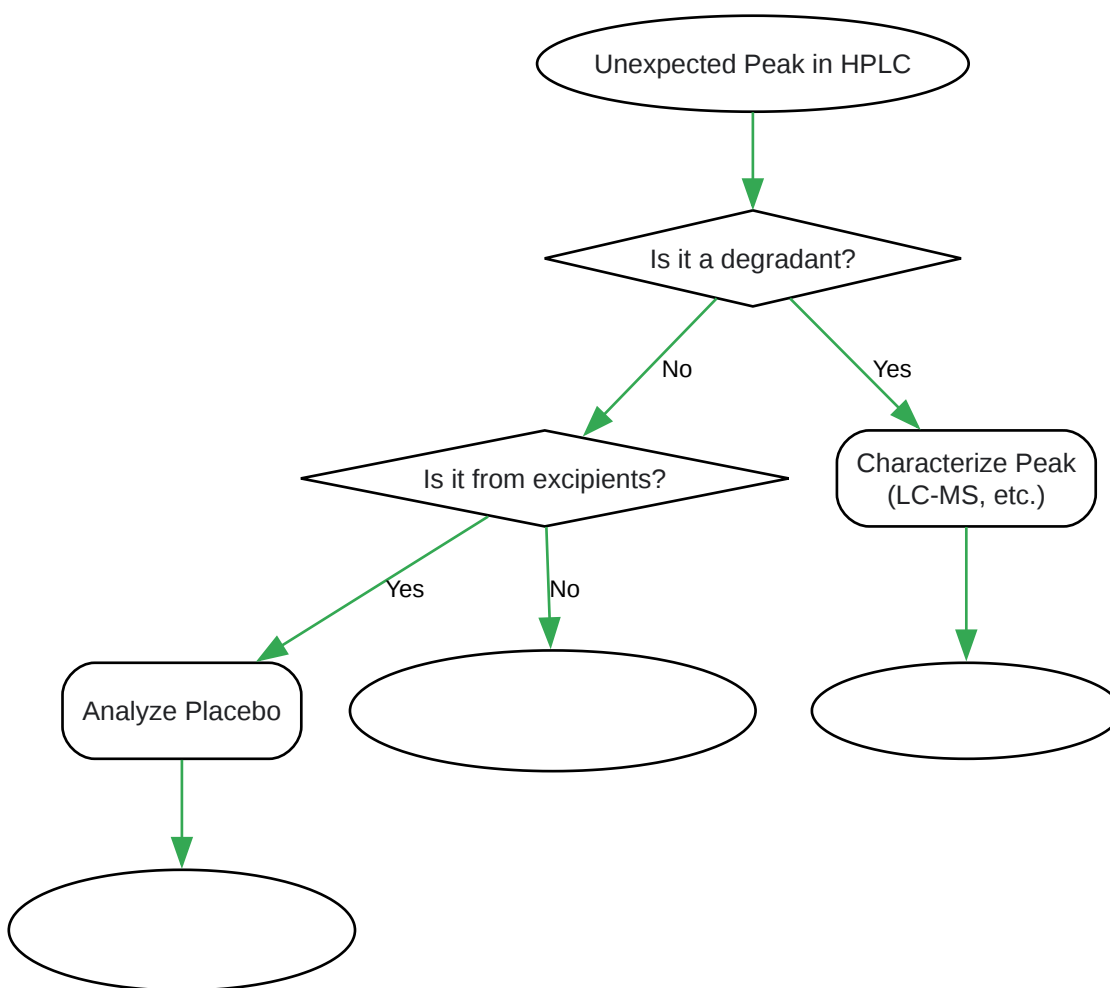 Unexpected Peak in HPLC
Is it a degradant?
No
Yes
Is it from excipients?
Characterize Peak
(LC-MS, etc.)
Yes
No
Analyze Placebo